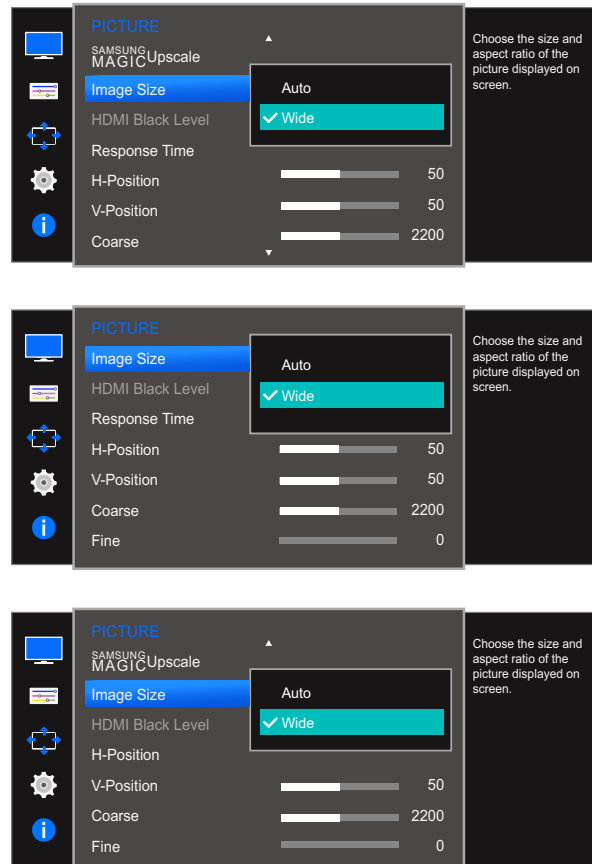 PICTURE
SAMSUNG
MAGIC Upscale
Image Size
Auto
Wide
HDMI Black Level
Response Time
H-Position 50
V-Position 50
Coarse 2200
Choose the size and
aspect ratio of the
picture displayed on
screen.
PICTURE
Image Size
Auto
Wide
HDMI Black Level
Response Time
H-Position 50
V-Position 50
Coarse 2200
Fine 0
Choose the size and
aspect ratio of the
picture displayed on
screen.
PICTURE
SAMSUNG
MAGIC Upscale
Image Size
Auto
Wide
HDMI Black Level
H-Position
V-Position 50
Coarse 2200
Fine 0
Choose the size and
aspect ratio of the
picture displayed on
screen.